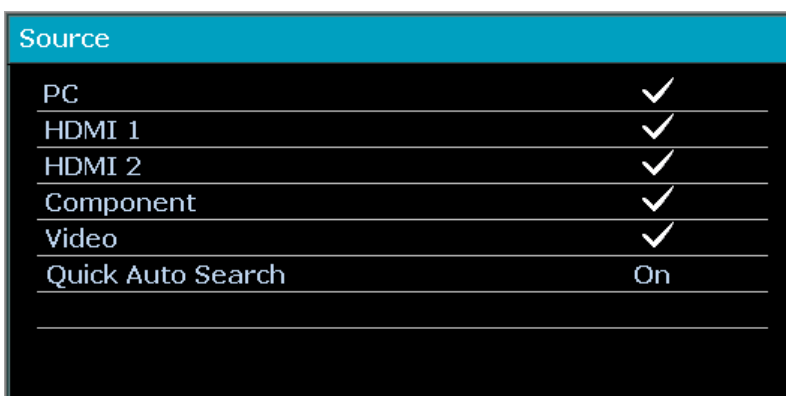 Source
PC ✓
HDMI 1 ✓
HDMI 2 ✓
Component ✓
Video ✓
Quick Auto Search On